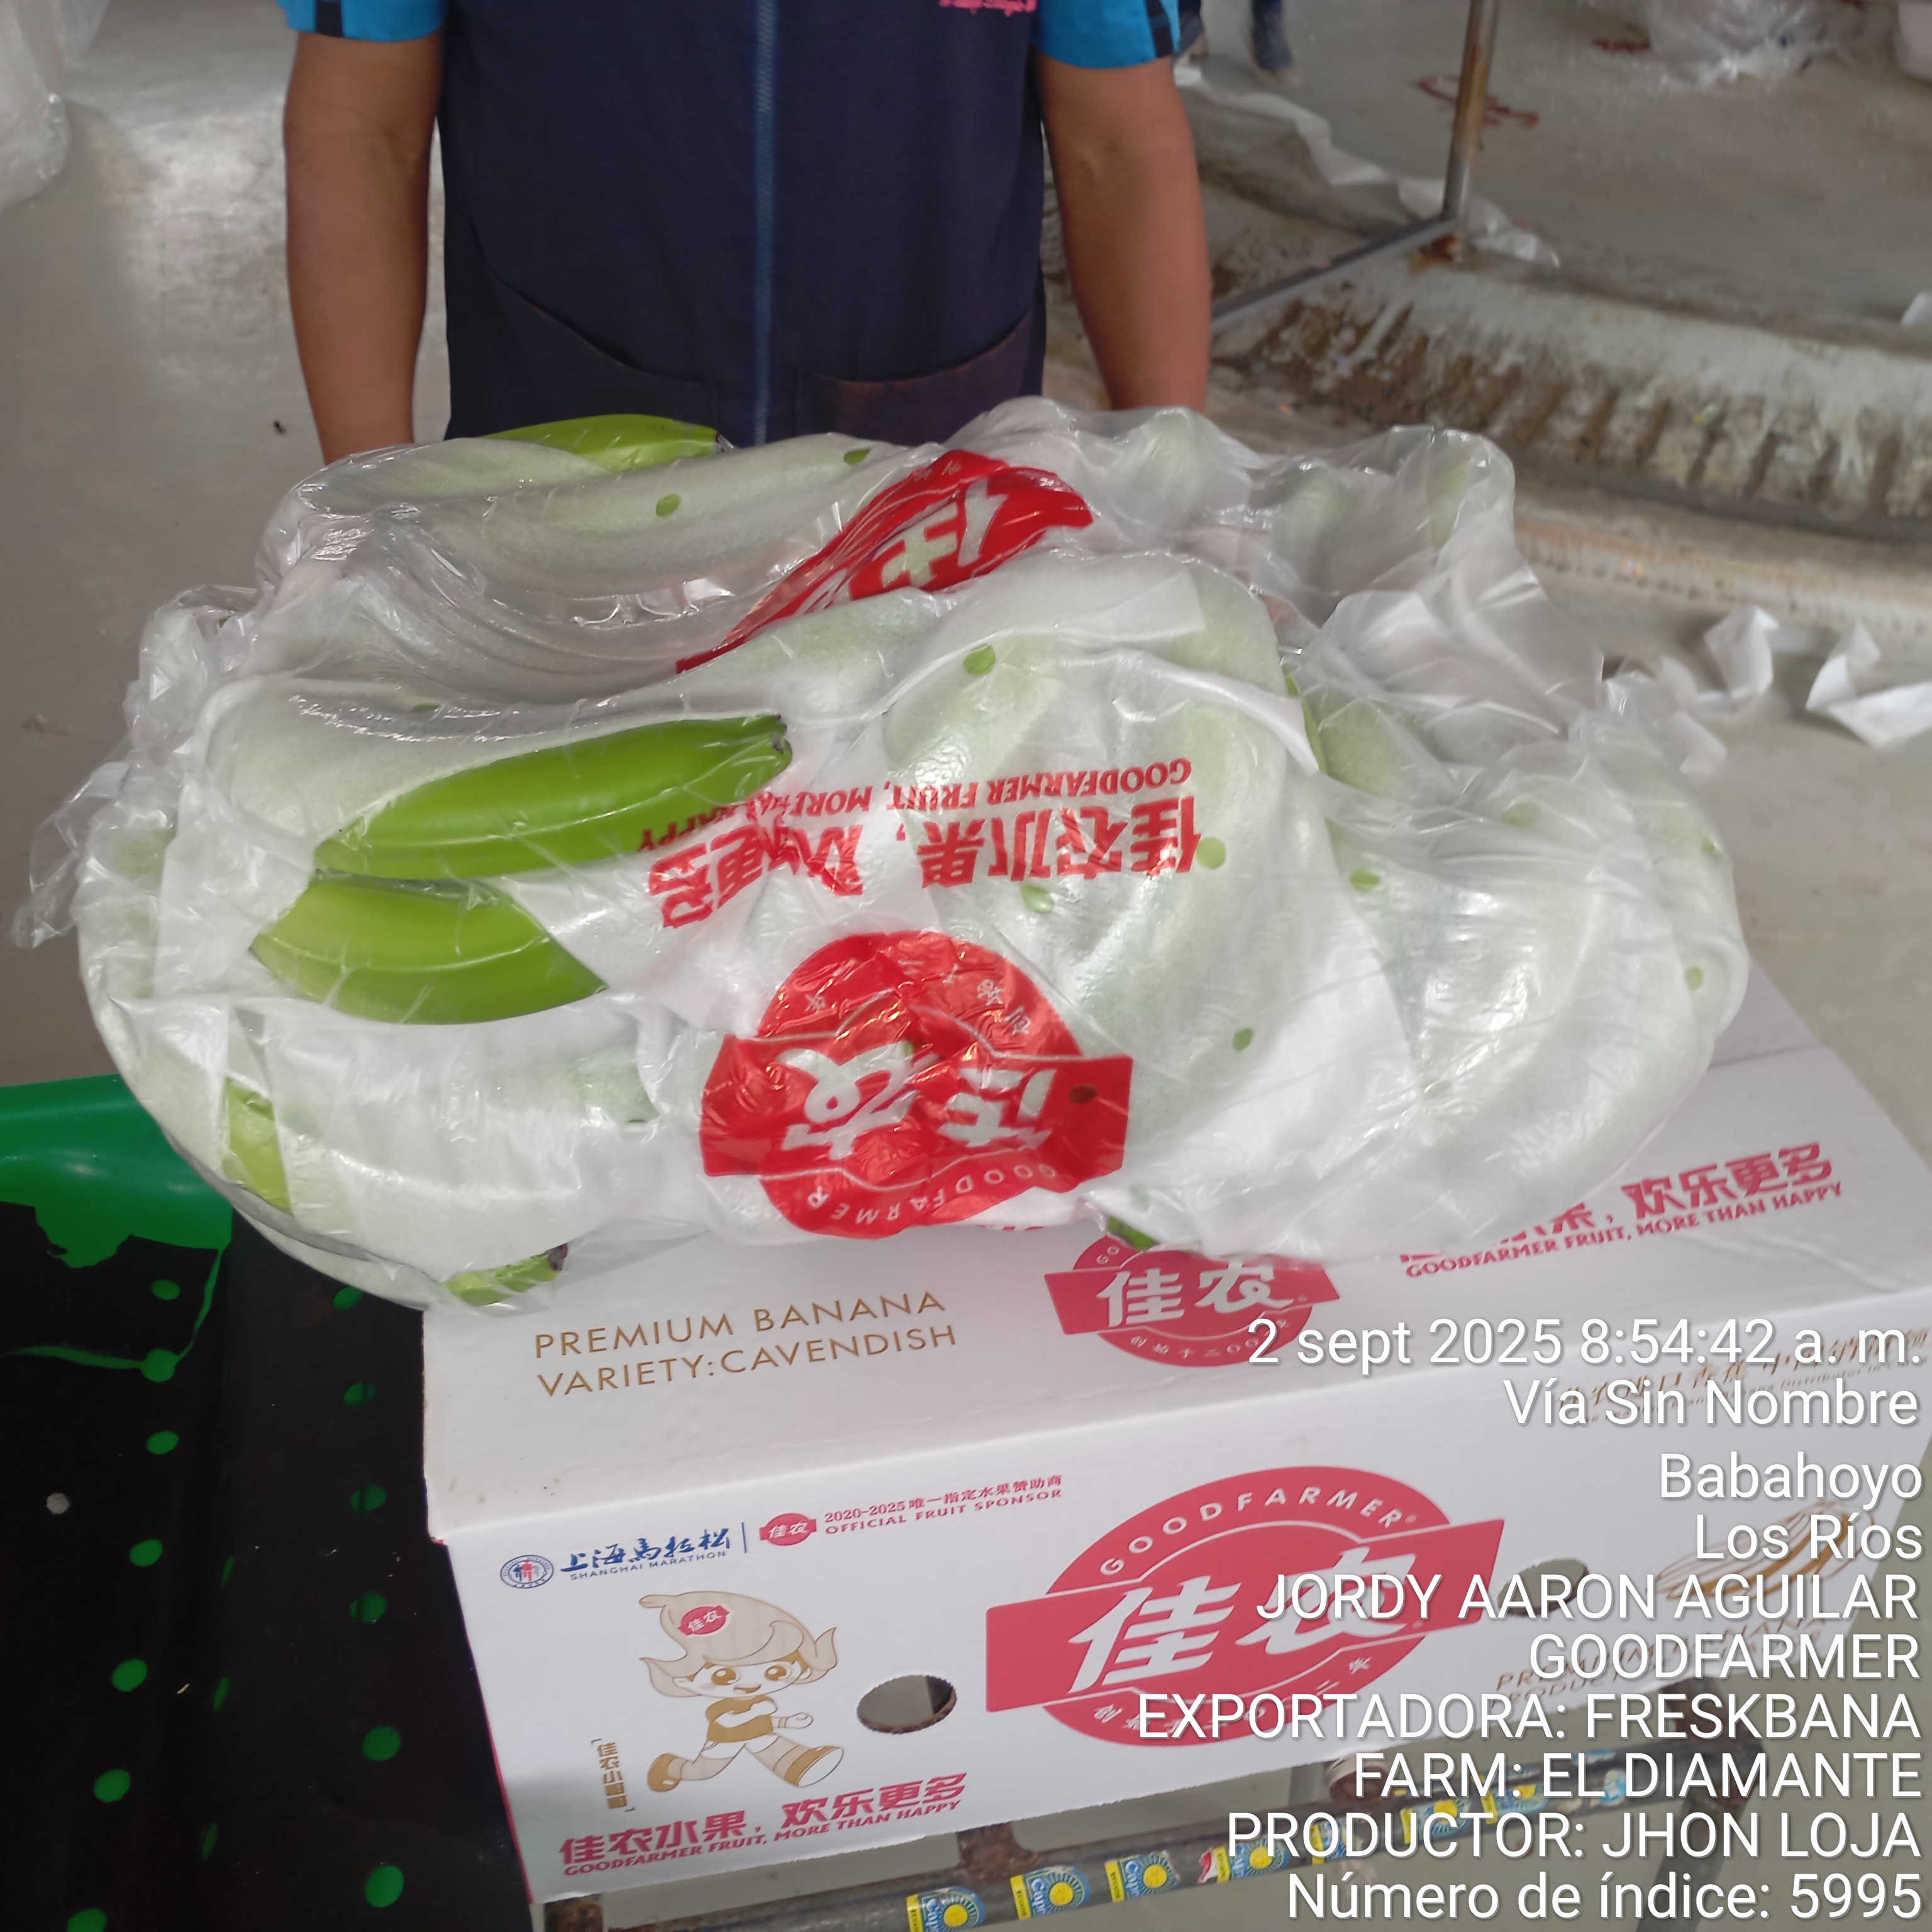 GOODFARMER FRUIT, MORE THAN HAPPY
佳农水果，欢乐更多
佳农
GOODFARMER
PREMIUM BANANA
VARIETY:CAVENDISH
佳农
欢乐更多
GOODFARMER FRUIT, MORE THAN HAPPY
上海马拉松
SHANGHAI MARATHON
佳农
2020-2025唯一指定水果赞助商
OFFICIAL FRUIT SPONSOR
GOODFARMER®
佳农
佳农
佳农水果，欢乐更多
GOODFARMER FRUIT, MORE THAN HAPPY
2 sept 2025 8:54:42 a. m.
Vía Sin Nombre
Babahoyo
Los Ríos
JORDY AARON AGUILAR
GOODFARMER
EXPORTADORA: FRESKBANA
FARM: EL DIAMANTE
PRODUCTOR: JHON LOJA
Número de índice: 5995